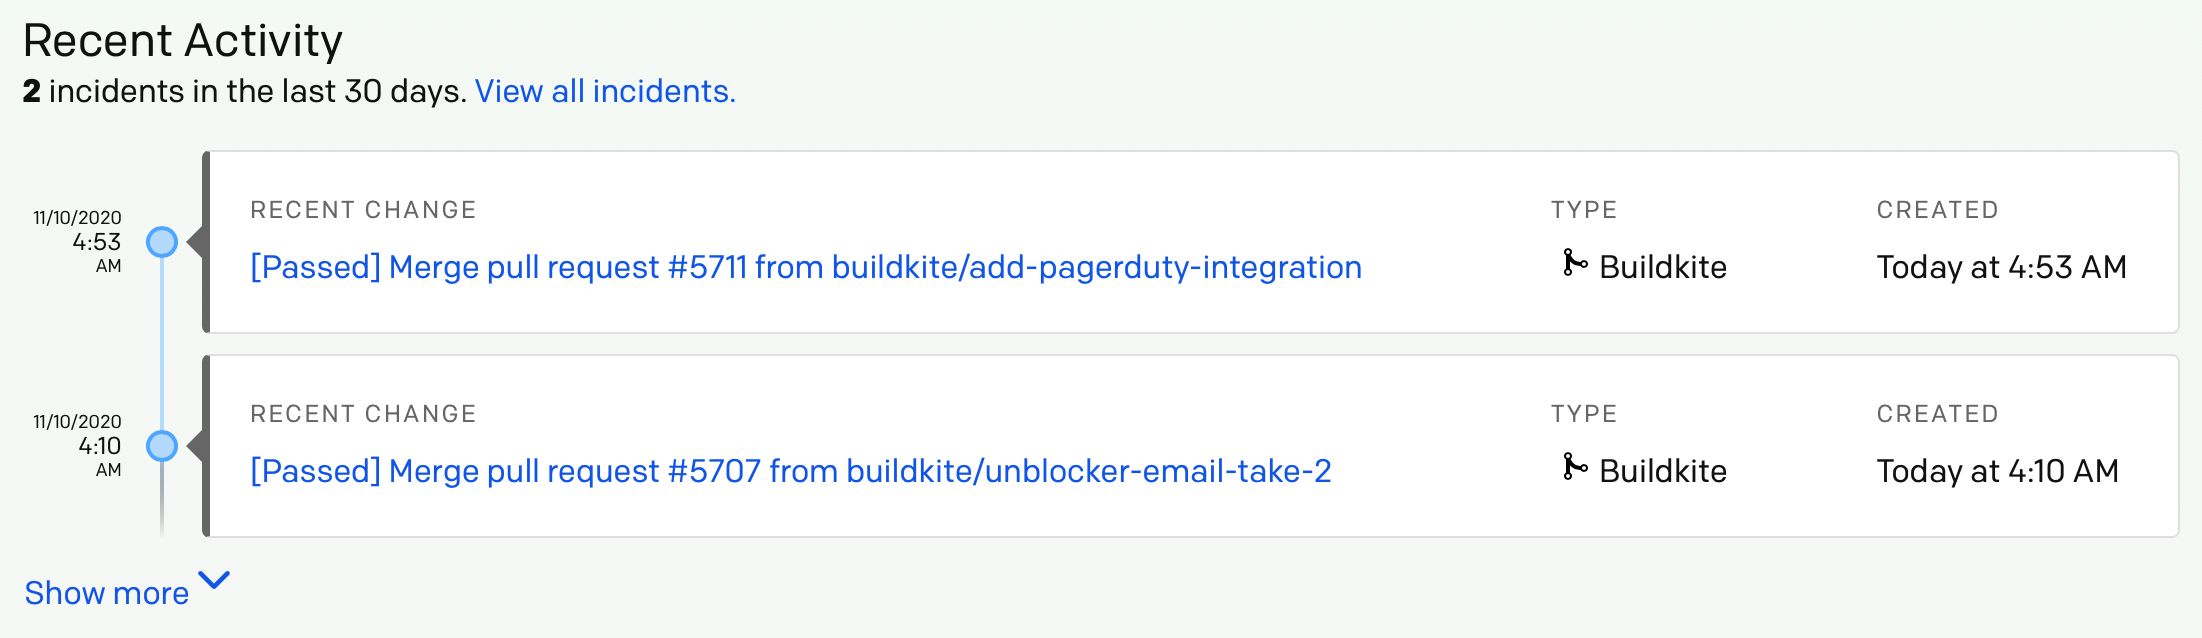 Recent Activity
2 incidents in the last 30 days. View all incidents.
11/10/2020
4:53
AM
RECENT CHANGE
[Passed] Merge pull request #5711 from buildkite/add-pagerduty-integration
TYPE
Buildkite
CREATED
Today at 4:53 AM
11/10/2020
4:10
AM
RECENT CHANGE
[Passed] Merge pull request #5707 from buildkite/unblocker-email-take-2
TYPE
Buildkite
CREATED
Today at 4:10 AM
Show more